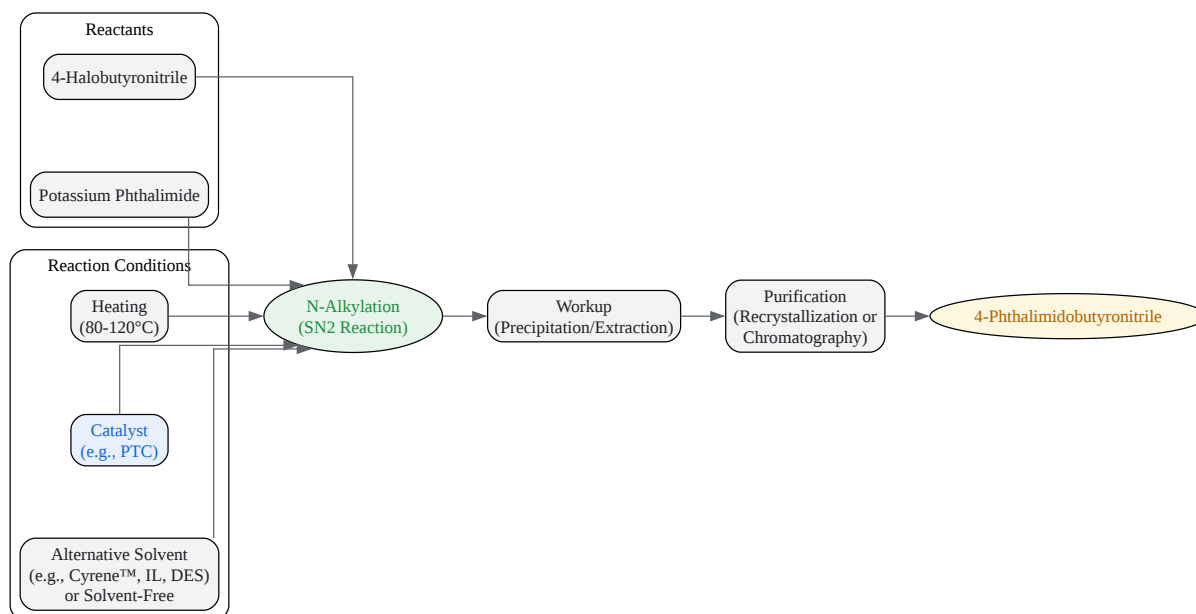 Reactants
4-Halobutyronitrile
Potassium Phthalimide
Reaction Conditions
Heating
(80-120°C)
Catalyst
(e.g., PTC)
Alternative Solvent
(e.g., Cyrene™, IL, DES)
or Solvent-Free
N-Alkylation
(SN2 Reaction)
Workup
(Precipitation/Extraction)
Purification
(Recrystallization or
Chromatography)
4-Phthalimidobutyronitrile